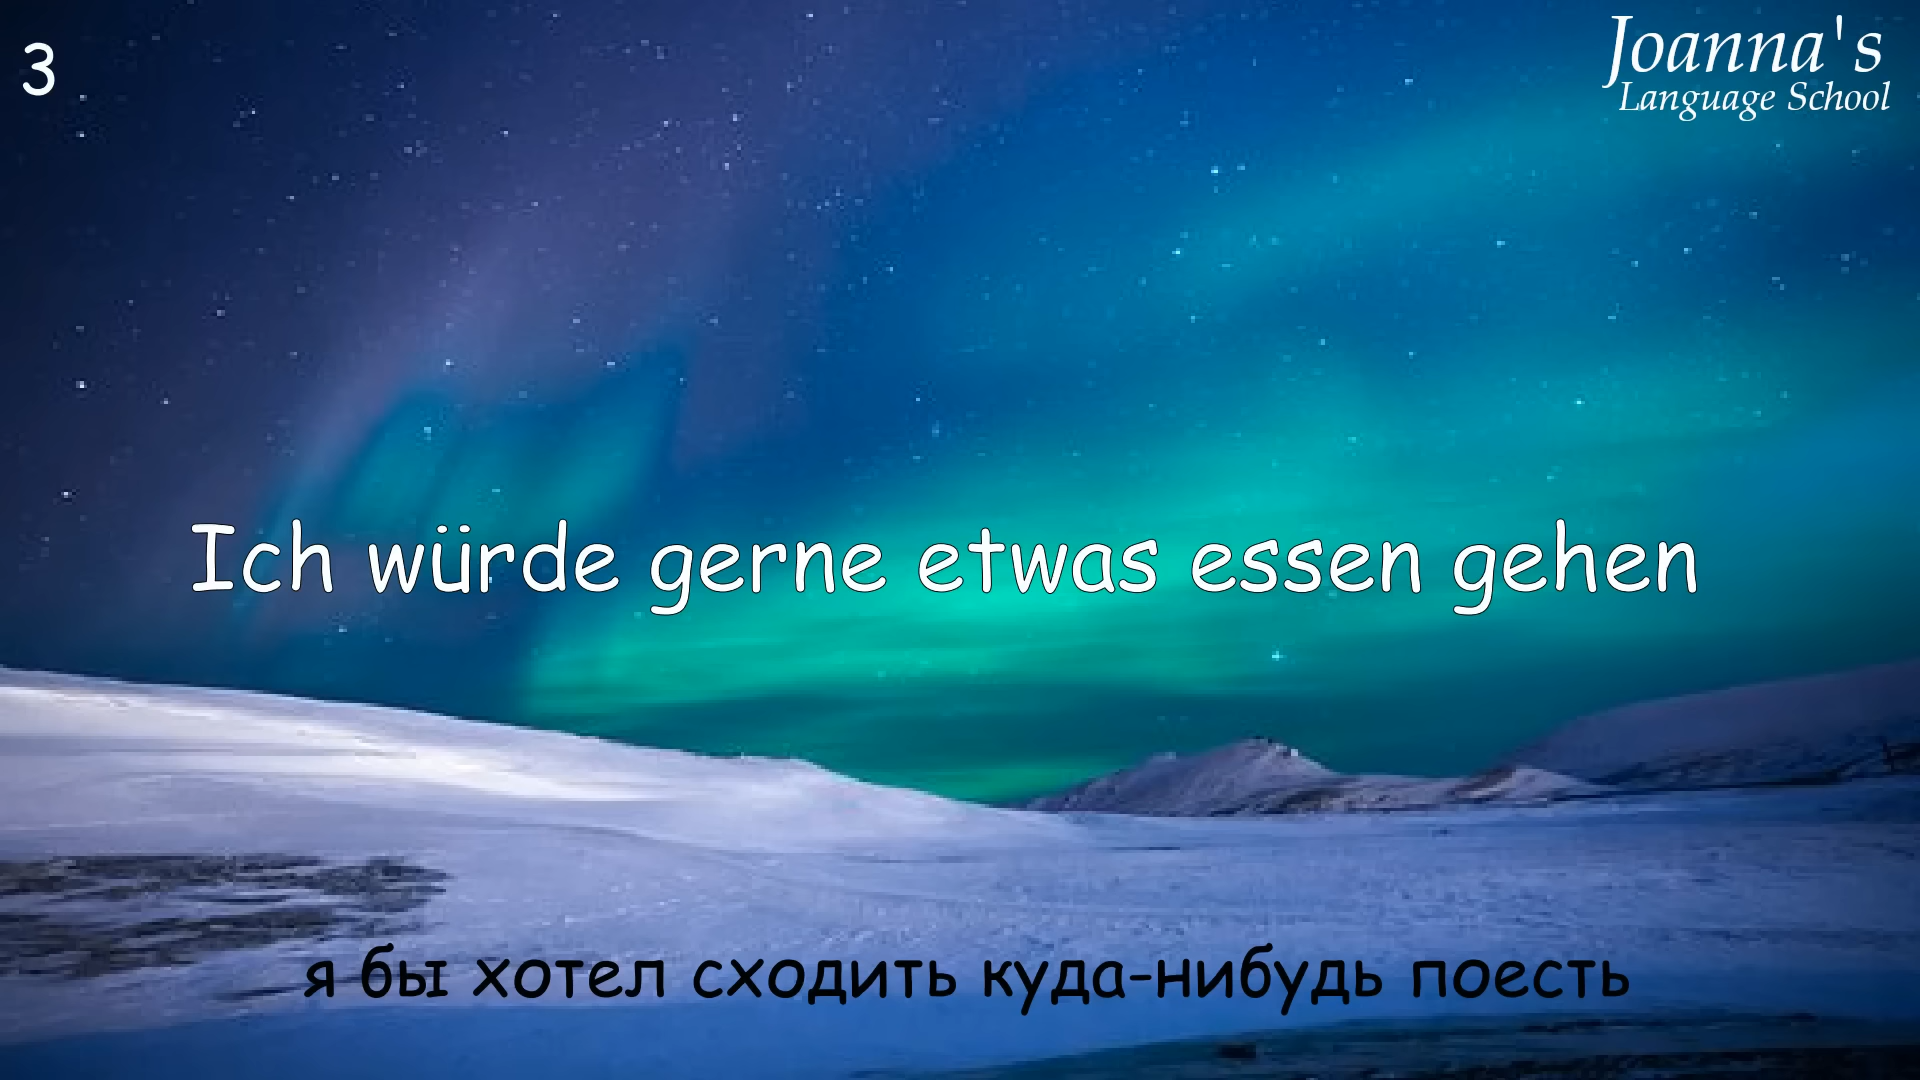 3
Joanna's
Language School
Ich würde gerne etwas essen gehen
я бы хотел сходить куда-нибудь поесть